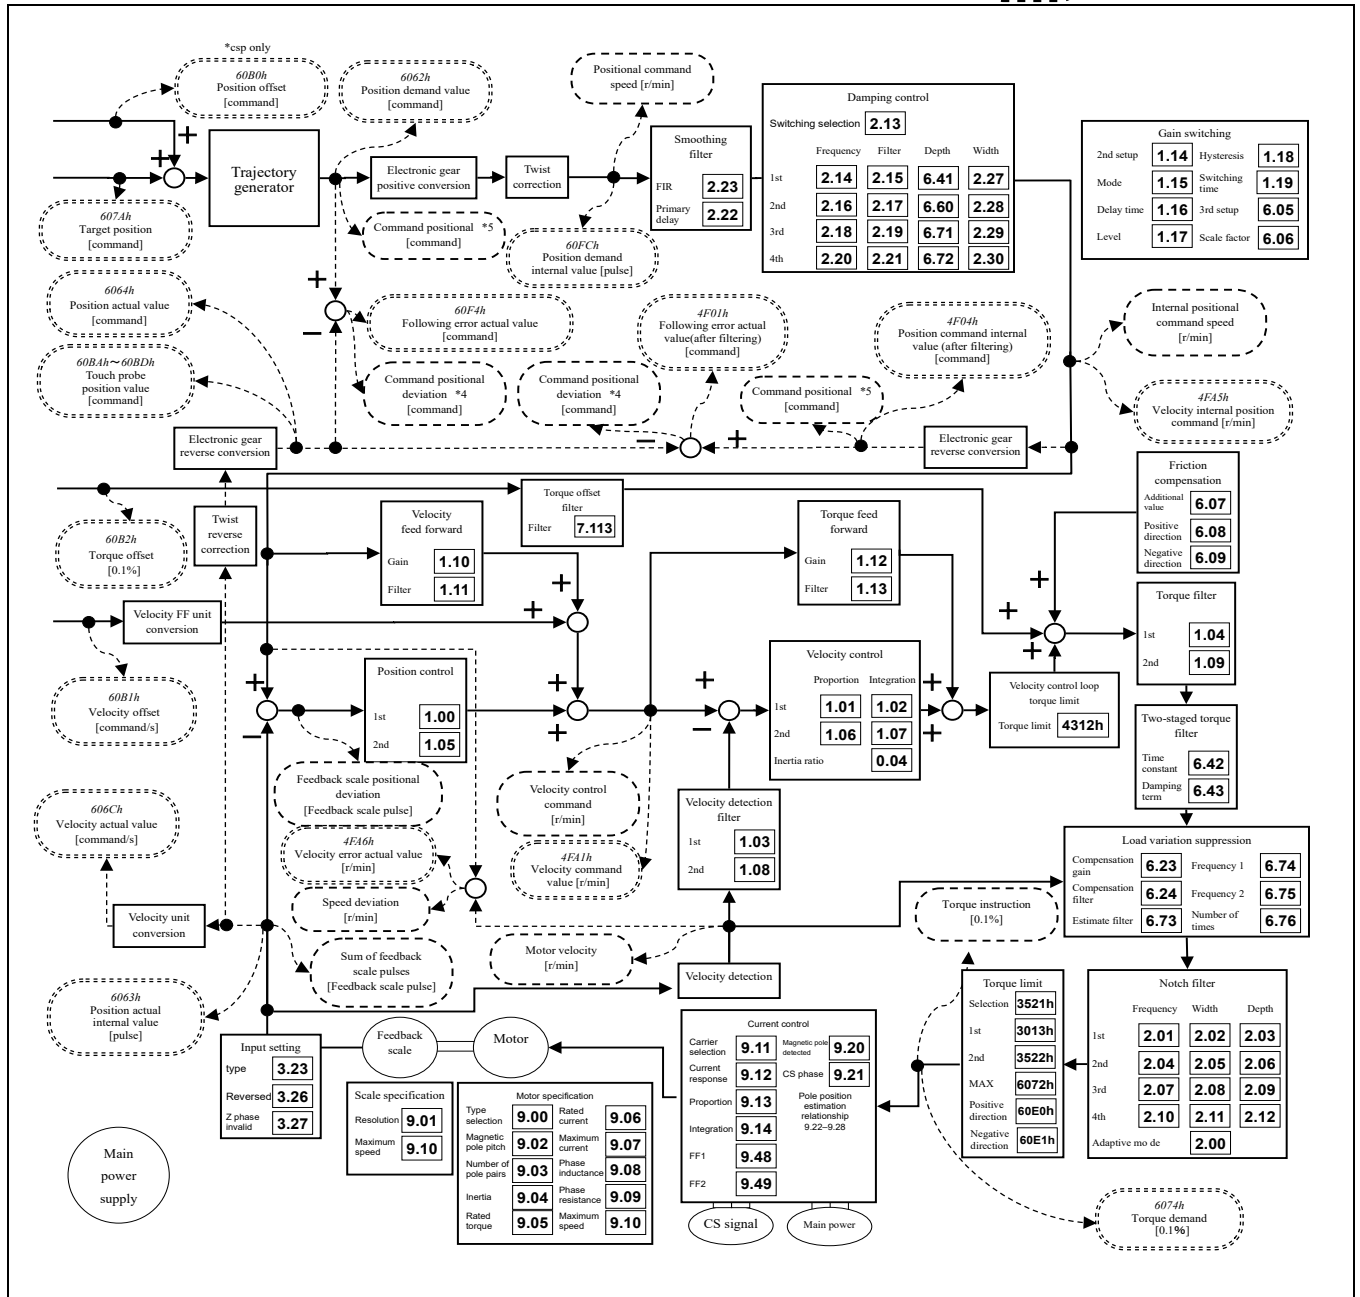 *csp only
60B0h
Position offset
[command]
6062h
Position demand value
[command]
Positional command
speed [r/min]
+
+
Trajectory
generator
Electronic gear
positive conversion
Twist
correction
Smoothing
filter
FIR 2.23
Primary
delay 2.22
Damping control
Switching selection 2.13
Frequency Filter Depth Width
1st 2.14 2.15 6.41 2.27
2nd 2.16 2.17 6.60 2.28
3rd 2.18 2.19 6.71 2.29
4th 2.20 2.21 6.72 2.30
Gain switching
2nd setup 1.14 Hysteresis 1.18
Mode 1.15 Switching
time 1.19
Delay time 1.16 3rd setup 6.05
Level 1.17 Scale factor 6.06
607Ah
Target position
[command]
Command positional *5
[command]
60FCh
Position demand
internal value [pulse]
6064h
Position actual value
[command]
+
−
60F4h
Following error actual value
[command]
4F01h
Following error actual
value(after filtering)
[command]
4F04h
Position command internal
value (after filtering)
[command]
Internal positional
command speed
[r/min]
60BAh～60BDh
Touch probe
position value
[command]
Command positional
deviation *4
[command]
Command positional
deviation *4
[command]
Command positional *5
[command]
4FA5h
Velocity internal position
command [r/min]
Electronic gear
reverse conversion
−
+
Electronic gear
reverse conversion
Friction
compensation
Additional
value 6.07
Positive
direction 6.08
Negative
direction 6.09
60B2h
Torque offset
[0.1%]
Twist
reverse
correction
Velocity
feed forward
Gain 1.10
Filter 1.11
Torque offset
filter
Filter 7.113
Torque feed
forward
Gain 1.12
Filter 1.13
+
+
+
+
+
Torque filter
1st 1.04
2nd 1.09
Velocity FF unit
conversion
60B1h
Velocity offset
[command/s]
+
−
Position control
1st 1.00
2nd 1.05
+
+
+
−
Velocity control
Proportion Integration
1st 1.01 1.02
2nd 1.06 1.07
Inertia ratio 0.04
+
+
Velocity control loop
torque limit
Torque limit 4312h
Two-staged torque
filter
Time
constant 6.42
Damping
term 6.43
Feedback scale positional
deviation
[Feedback scale pulse]
Velocity control
command
[r/min]
Velocity detection
filter
1st 1.03
2nd 1.08
606Ch
Velocity actual value
[command/s]
4FA6h
Velocity error actual value
[r/min]
4FA1h
Velocity command
value [r/min]
Load variation suppression
Compensation
gain 6.23 Frequency 1 6.74
Compensation
filter 6.24 Frequency 2 6.75
Estimate filter 6.73 Number of
times 6.76
Speed deviation
[r/min]
Torque instruction
[0.1%]
Velocity unit
conversion
Sum of feedback
scale pulses
[Feedback scale pulse]
Motor velocity
[r/min]
Velocity detection
6063h
Position actual
internal value
[pulse]
Torque limit
Selection 3521h
1st 3013h
2nd 3522h
MAX 6072h
Positive
direction 60E0h
Negative
direction 60E1h
Notch filter
Frequency Width Depth
1st 2.01 2.02 2.03
2nd 2.04 2.05 2.06
3rd 2.07 2.08 2.09
4th 2.10 2.11 2.12
Adaptive mo de 2.00
Input setting
type 3.23
Reversed 3.26
Z phase
invalid 3.27
Feedback
scale
Motor
Current control
Carrier
selection 9.11 Magnetic pole
detected 9.20
Current
response 9.12 CS phase 9.21
Proportion 9.13 Pole position
estimation
relationship
9.22–9.28
Integration 9.14
FF1 9.48
FF2 9.49
Scale specification
Resolution 9.01
Maximum
speed 9.10
Motor specification
Type
selection 9.00 Rated
current 9.06
Magnetic
pole pitch 9.02 Maximum
current 9.07
Number of
pole pairs 9.03 Phase
inductance 9.08
Inertia 9.04 Phase
resistance 9.09
Rated
torque 9.05 Maximum
speed 9.10
Main
power
supply
CS signal
Main power
6074h
Torque demand
[0.1%]